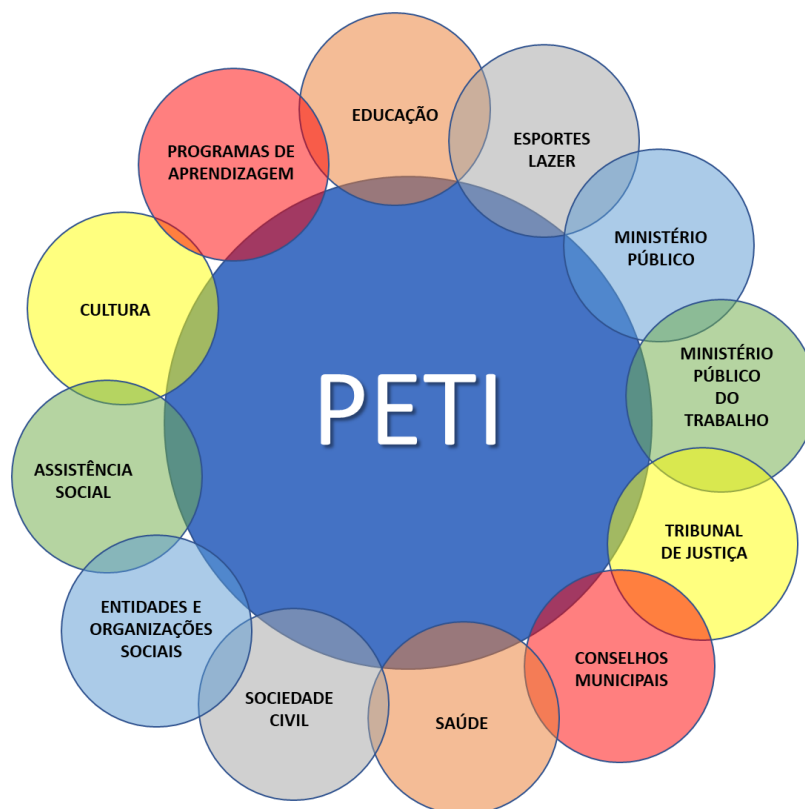 EDUCAÇÃO
ESPORTES
LAZER
MINISTÉRIO
PÚBLICO
MINISTÉRIO
PÚBLICO
DO
TRABALHO
TRIBUNAL
DE JUSTIÇA
CONSELHOS
MUNICIPAIS
SAÚDE
SOCIEDADE
CIVIL
ENTIDADES E
ORGANIZAÇÕES
SOCIAIS
ASSISTÊNCIA
SOCIAL
CULTURA
PROGRAMAS DE
APRENDIZAGEM
PETI